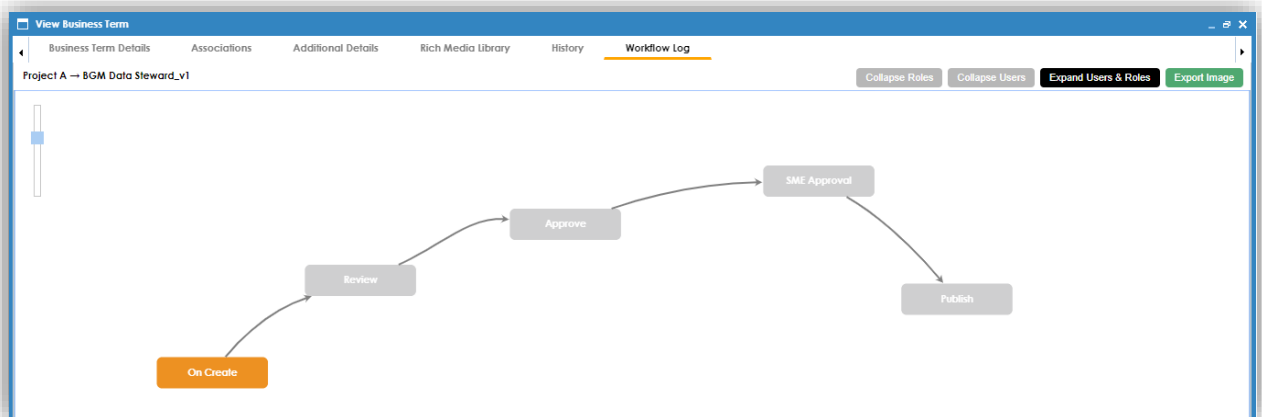 View Business Term
Business Term Details Associations Additional Details Rich Media Library History Workflow Log
Project A → BGM Data Steward_v1 Collapse Roles Collapse Users Expand Users & Roles Export Image
SME Approval
Approve
Review
Publish
On Create